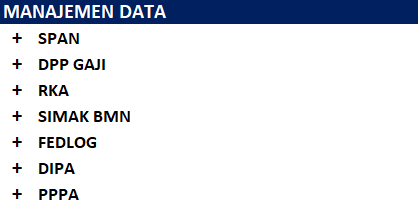 MANAJEMEN DATA
+ SPAN
+ DPP GAJI
+ RKA
+ SIMAK BMN
+ FEDLOG
+ DIPA
+ PPPA